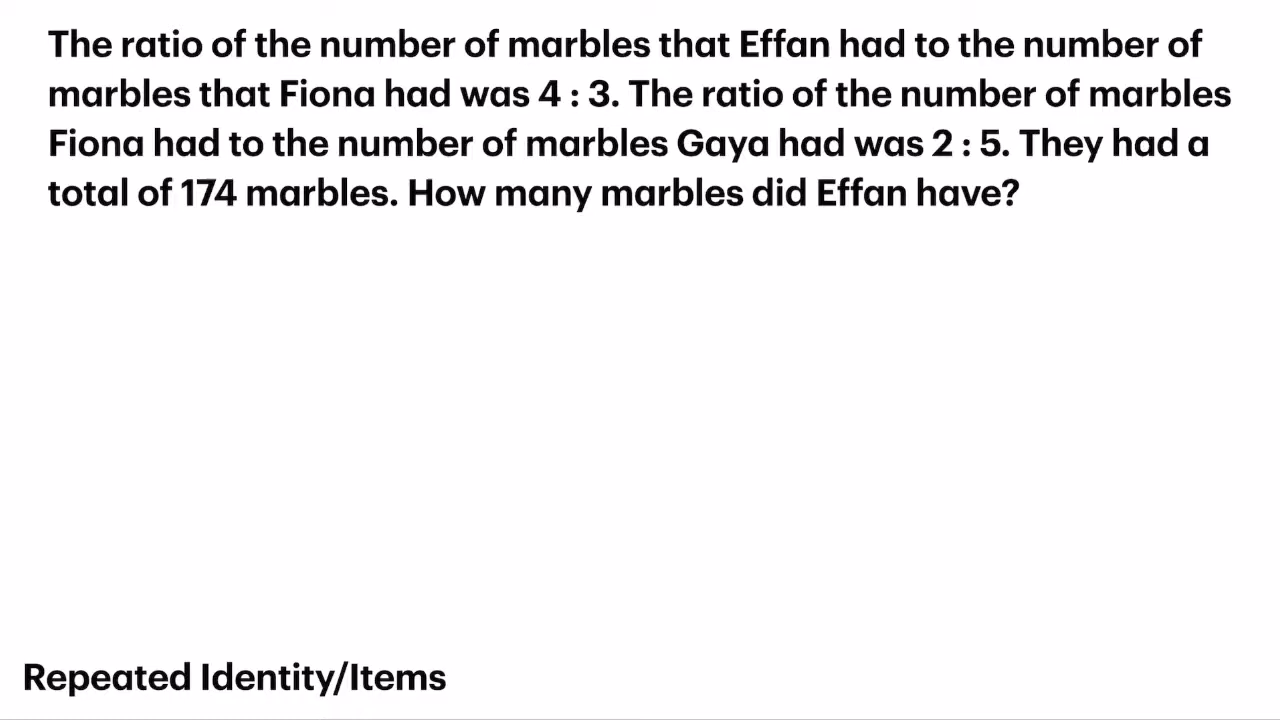 The ratio of the number of marbles that Effan had to the number of
marbles that Fiona had was 4 : 3. The ratio of the number of marbles
Fiona had to the number of marbles Gaya had was 2 : 5. They had a
total of 174 marbles. How many marbles did Effan have?
Repeated Identity/Items